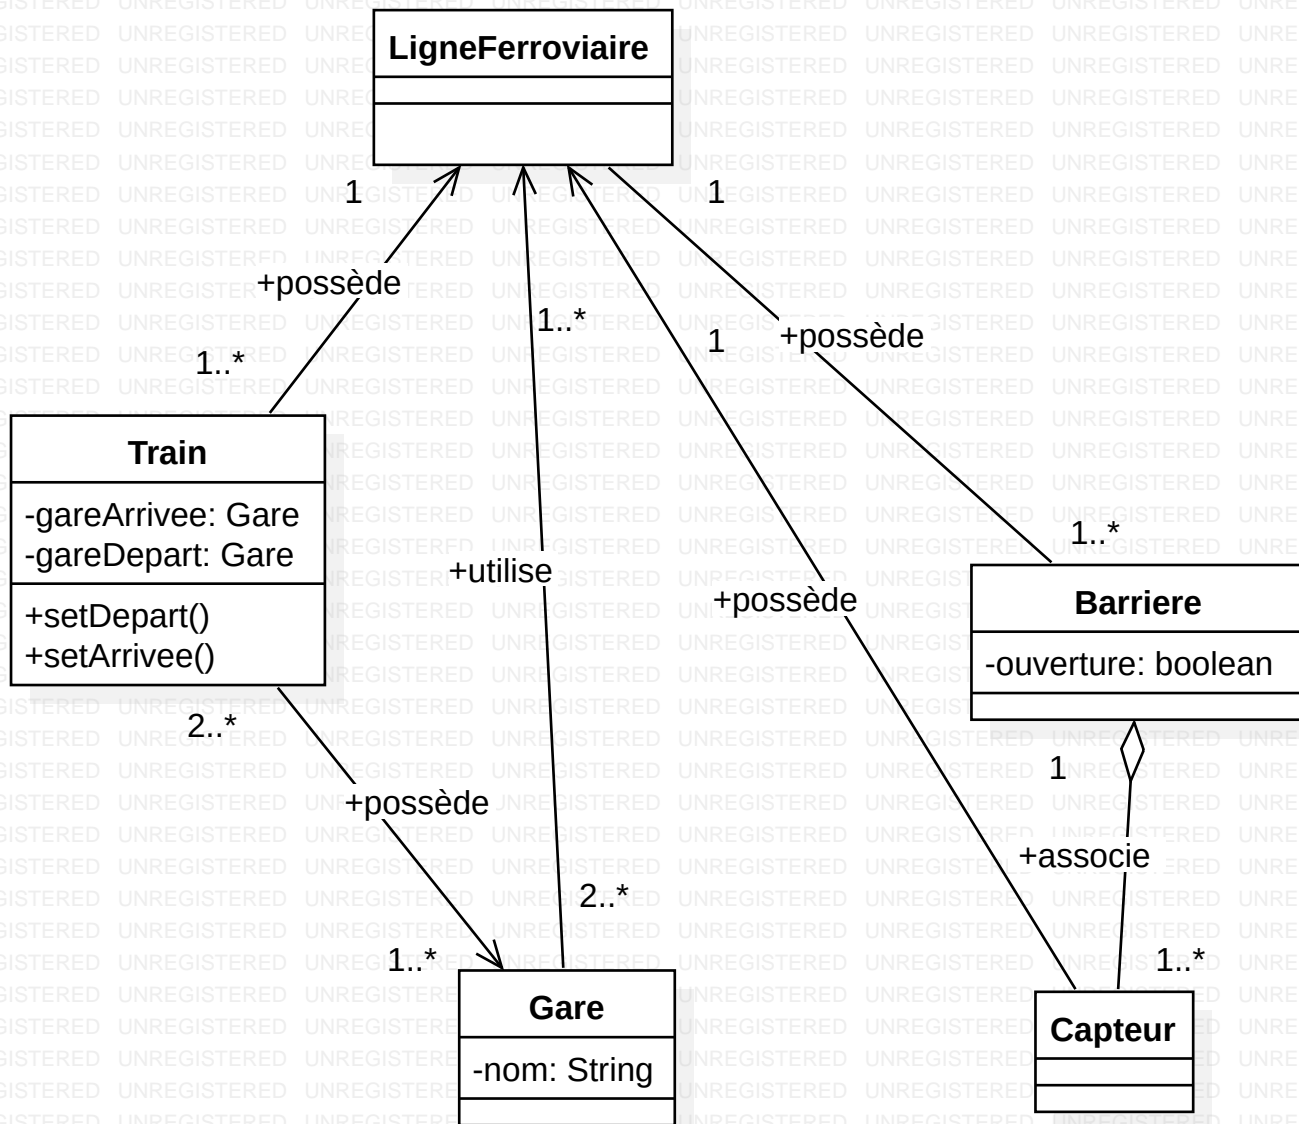 LigneFerroviaire
1
1
+possède
1..*
1
+possède
1..*
Train
-gareArrivee: Gare
-gareDepart: Gare
+setDepart()
+setArrivee()
1..*
+utilise
+possède
Barriere
-ouverture: boolean
2..*
1
+possède
+associe
2..*
1..*
1..*
Gare
-nom: String
Capteur
UNREGISTERED